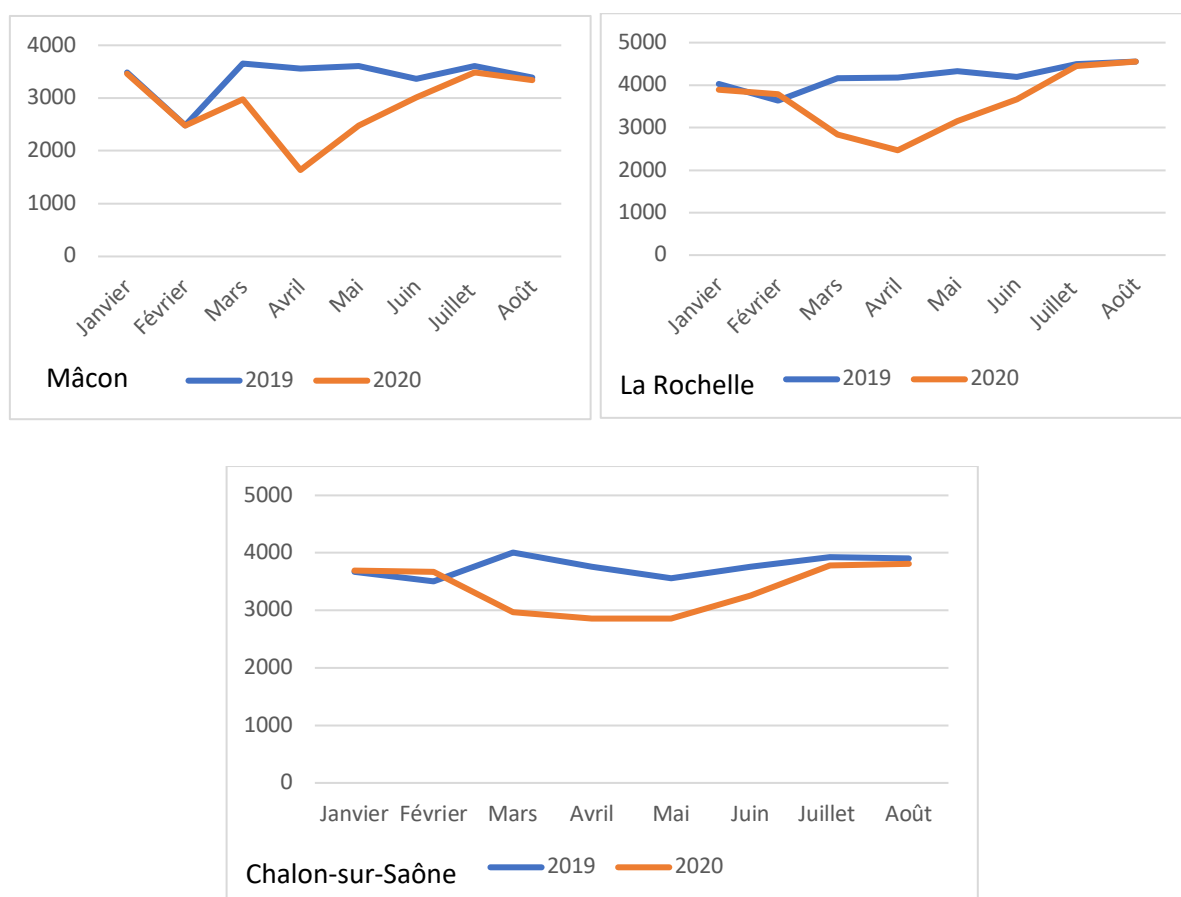 4000
3000
2000
1000
0
Janvier Février Mars Avril Mai Juin Juillet Août
Mâcon 2019 2020
5000
4000
3000
2000
1000
0
Janvier Février Mars Avril Mai Juin Juillet Août
La Rochelle 2019 2020
5000
4000
3000
2000
1000
0
Janvier Février Mars Avril Mai Juin Juillet Août
Chalon-sur-Saône 2019 2020